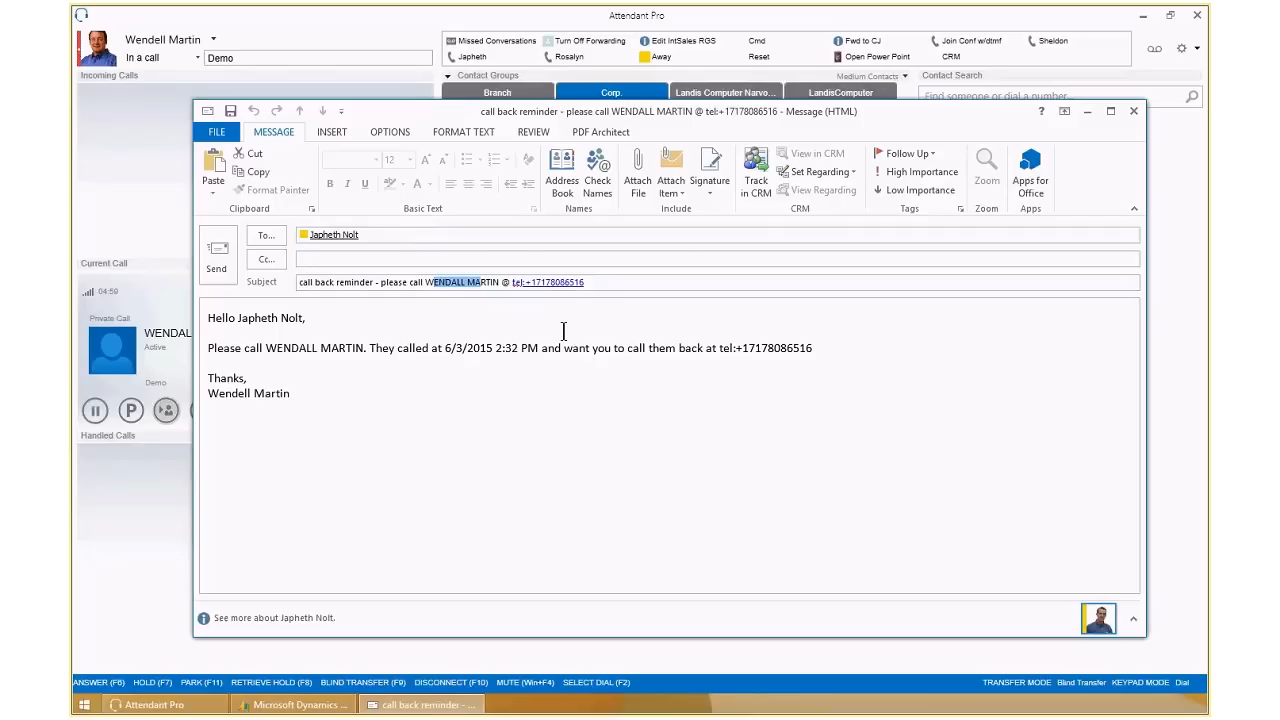 Attendant Pro
Wendell Martin
In a call
Demo
Missed Conversations
Turn Off Forwarding
Edit IntSales RGS
Cmd
Fwd to CJ
Join Conf w/dtmf
Sheldon
Japheth
Rosalyn
Away
Reset
Open Power Point
CRM
Incoming Calls
Contact Groups
Medium Contacts
Contact Search
Branch
Corp.
Landis Computer Narvo...
LandisComputer
Find someone or dial a number...
call back reminder - please call WENDALL MARTIN @ tel:+17178086516 - Message (HTML)
FILE MESSAGE INSERT OPTIONS FORMAT TEXT REVIEW PDF Architect
Paste
Cut
Copy
Format Painter
Clipboard
12
B I U
Basic Text
Address Book
Check Names
Names
Attach File
Attach Item
Signature
Include
Track in CRM
View in CRM
Set Regarding
View Regarding
CRM
Follow Up
High Importance
Low Importance
Tags
Zoom
Zoom
Apps for Office
Apps
Send
To...
Japheth Nolt
Cc...
Subject
call back reminder - please call WENDALL MARTIN @ tel:+17178086516
Hello Japheth Nolt,
Please call WENDALL MARTIN. They called at 6/3/2015 2:32 PM and want you to call them back at tel:+17178086516
Thanks,
Wendell Martin
Current Call
04:59
Private Call
WENDALL
Active
Demo
P
Handled Calls
See more about Japheth Nolt.
ANSWER (F6) HOLD (F7) PARK (F11) RETRIEVE HOLD (F8) BLIND TRANSFER (F9) DISCONNECT (F10) MUTE (Win+F4) SELECT DIAL (F2)
TRANSFER MODE Blind Transfer KEYPAD MODE Dial
Attendant Pro
Microsoft Dynamics ...
call back reminder - ...